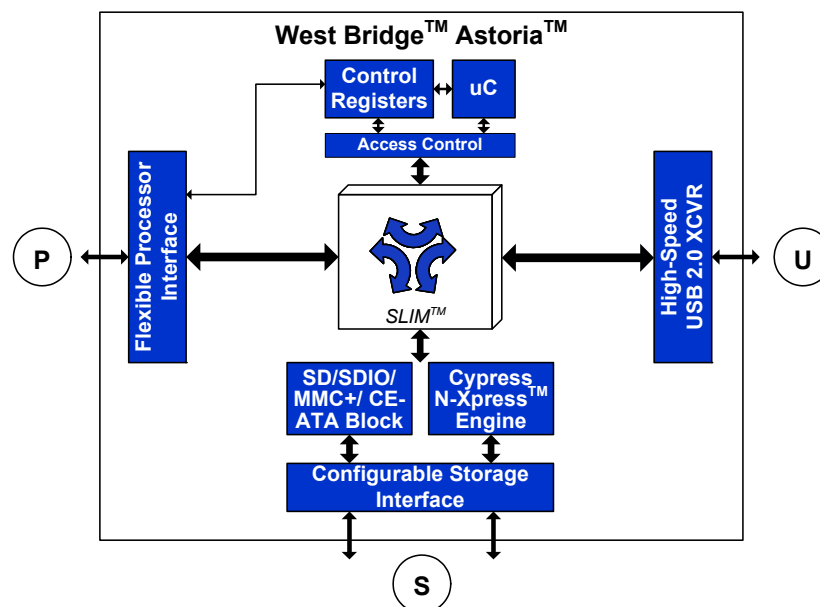 West Bridge™ Astoria™
Control
Registers
uC
Access Control
Flexible Processor
Interface
P
SLIM™
High-Speed
USB 2.0 XCVR
U
SD/SDIO/
MMC+/ CE-
ATA Block
Cypress
N-Xpress™
Engine
Configurable Storage
Interface
S